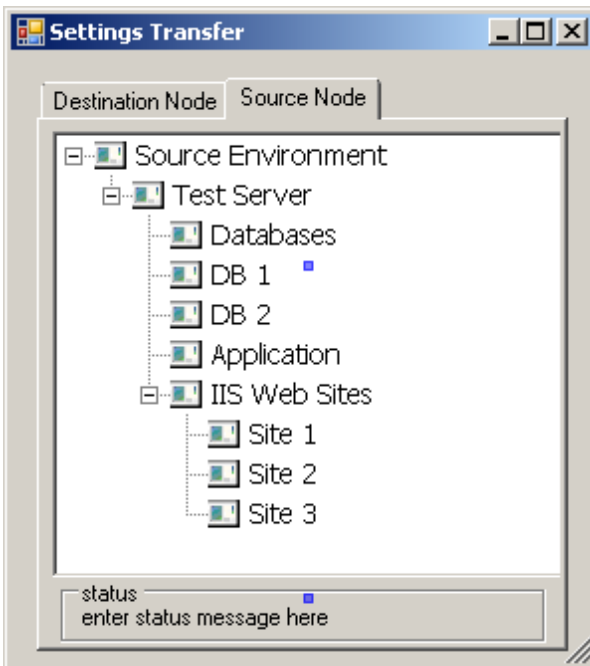 Settings Transfer
Destination Node Source Node
Source Environment
Test Server
Databases
DB 1
DB 2
Application
IIS Web Sites
Site 1
Site 2
Site 3
status
enter status message here